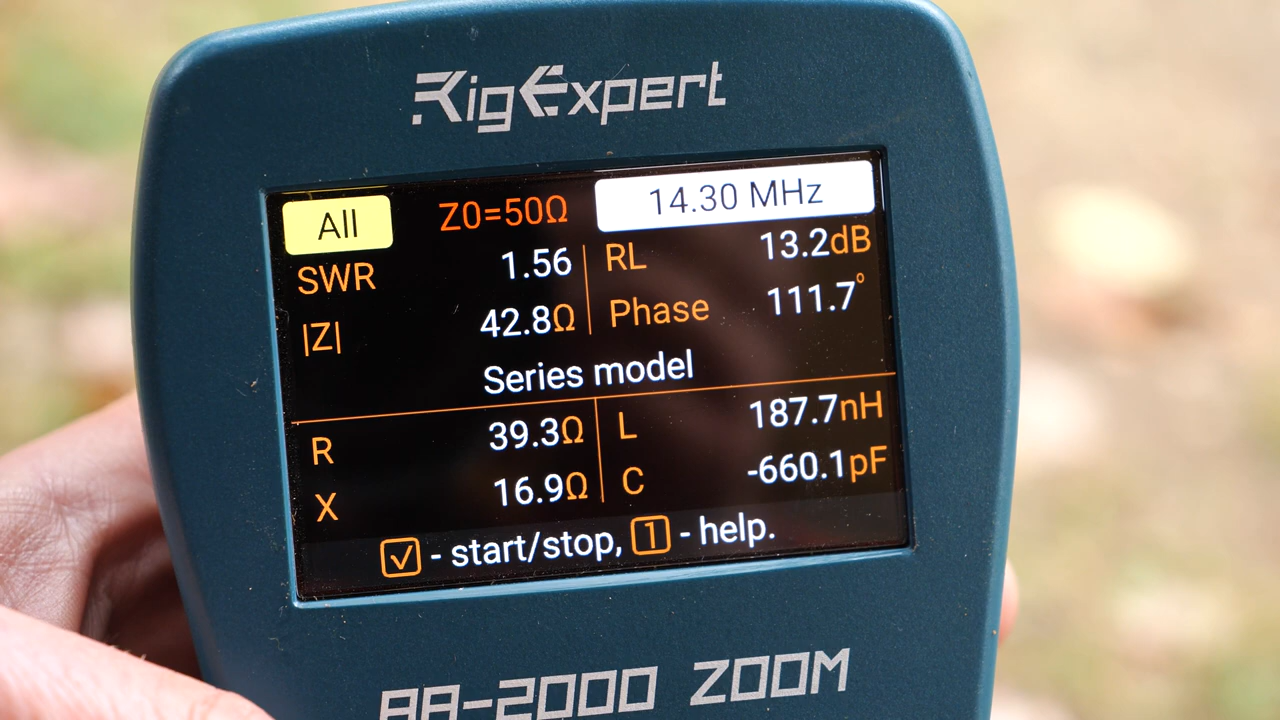 RigExpert
All Z0=50Ω 14.30 MHz
SWR 1.56 RL 13.2dB
|Z| 42.8Ω Phase 111.7°
Series model
R 39.3Ω L 187.7nH
X 16.9Ω C -660.1pF
✓ - start/stop, 1 - help.
AA-2000 ZOOM